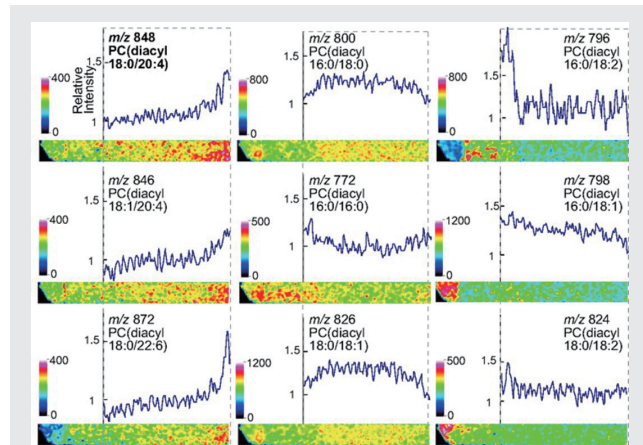 m/z 848
PC(diacyl
18:0/20:4)
400
0
Relative
Intensity
1.5
1
m/z 800
PC(diacyl
16:0/18:0)
800
0
1.5
1
m/z 796
PC(diacyl
16:0/18:2)
800
0
1.5
1
m/z 846
PC(diacyl
18:1/20:4)
400
0
1.5
1
m/z 772
PC(diacyl
16:0/16:0)
500
0
1.5
1
m/z 798
PC(diacyl
16:0/18:1)
1200
0
1.5
1
m/z 872
PC(diacyl
18:0/22:6)
400
0
1.5
1
m/z 826
PC(diacyl
18:0/18:1)
1200
0
1.5
1
m/z 824
PC(diacyl
18:0/18:2)
500
0
1.5
1